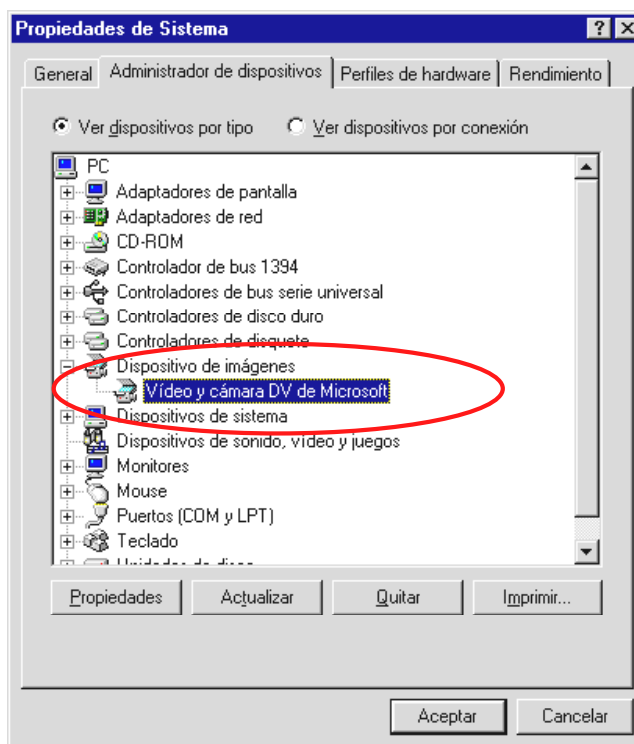 Propiedades de Sistema
General Administrador de dispositivos Perfiles de hardware Rendimiento
Ver dispositivos por tipo Ver dispositivos por conexión
PC
Adaptadores de pantalla
Adaptadores de red
CD-ROM
Controlador de bus 1394
Controladores de bus serie universal
Controladores de disco duro
Controladores de disquete
Dispositivo de imágenes
Vídeo y cámara DV de Microsoft
Dispositivos de sistema
Dispositivos de sonido, vídeo y juegos
Monitores
Mouse
Puertos (COM y LPT)
Teclado
Propiedades Actualizar Quitar Imprimir...
Aceptar Cancelar